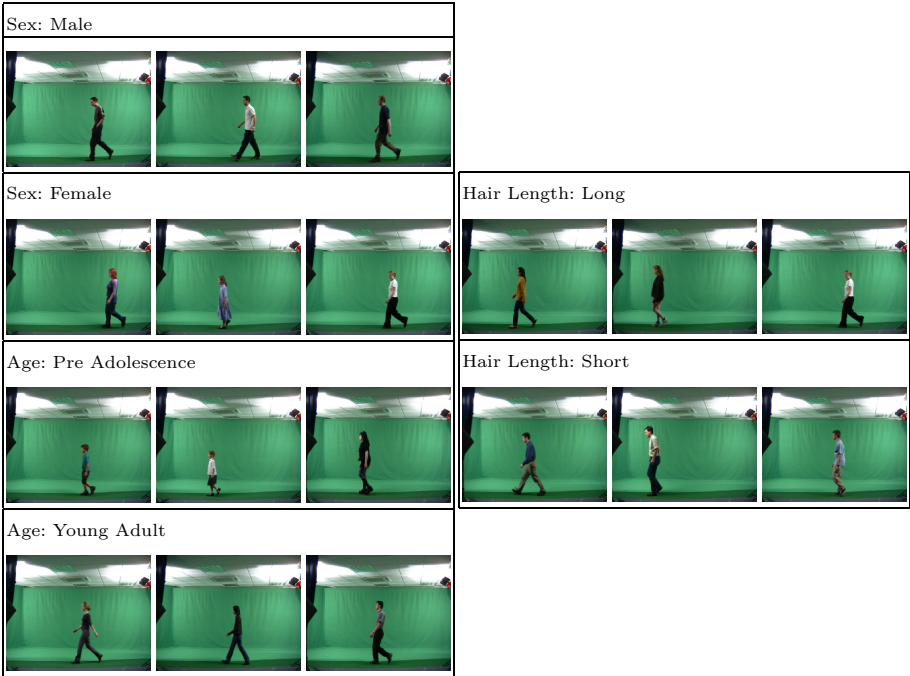 Sex: Male
Sex: Female
Age: Pre Adolescence
Age: Young Adult
Hair Length: Long
Hair Length: Short